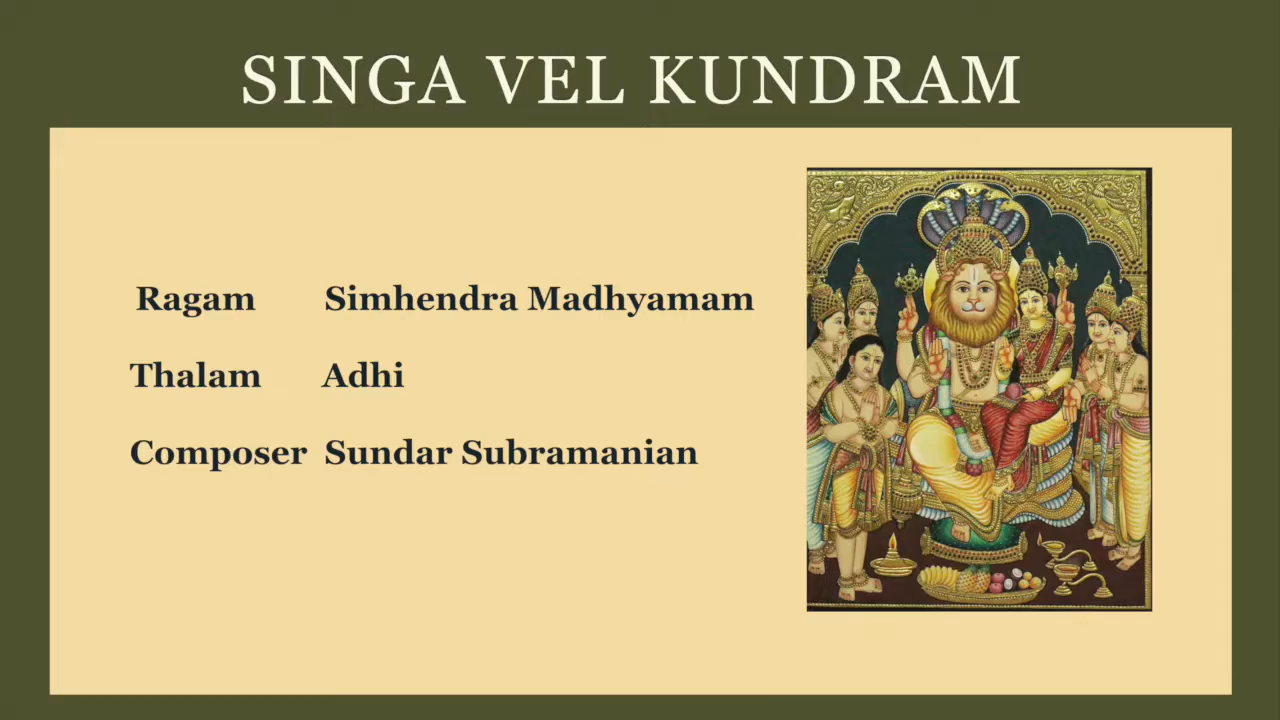 SINGA VEL KUNDRAM
Ragam Simhendra Madhyamam
Thalam Adhi
Composer Sundar Subramanian